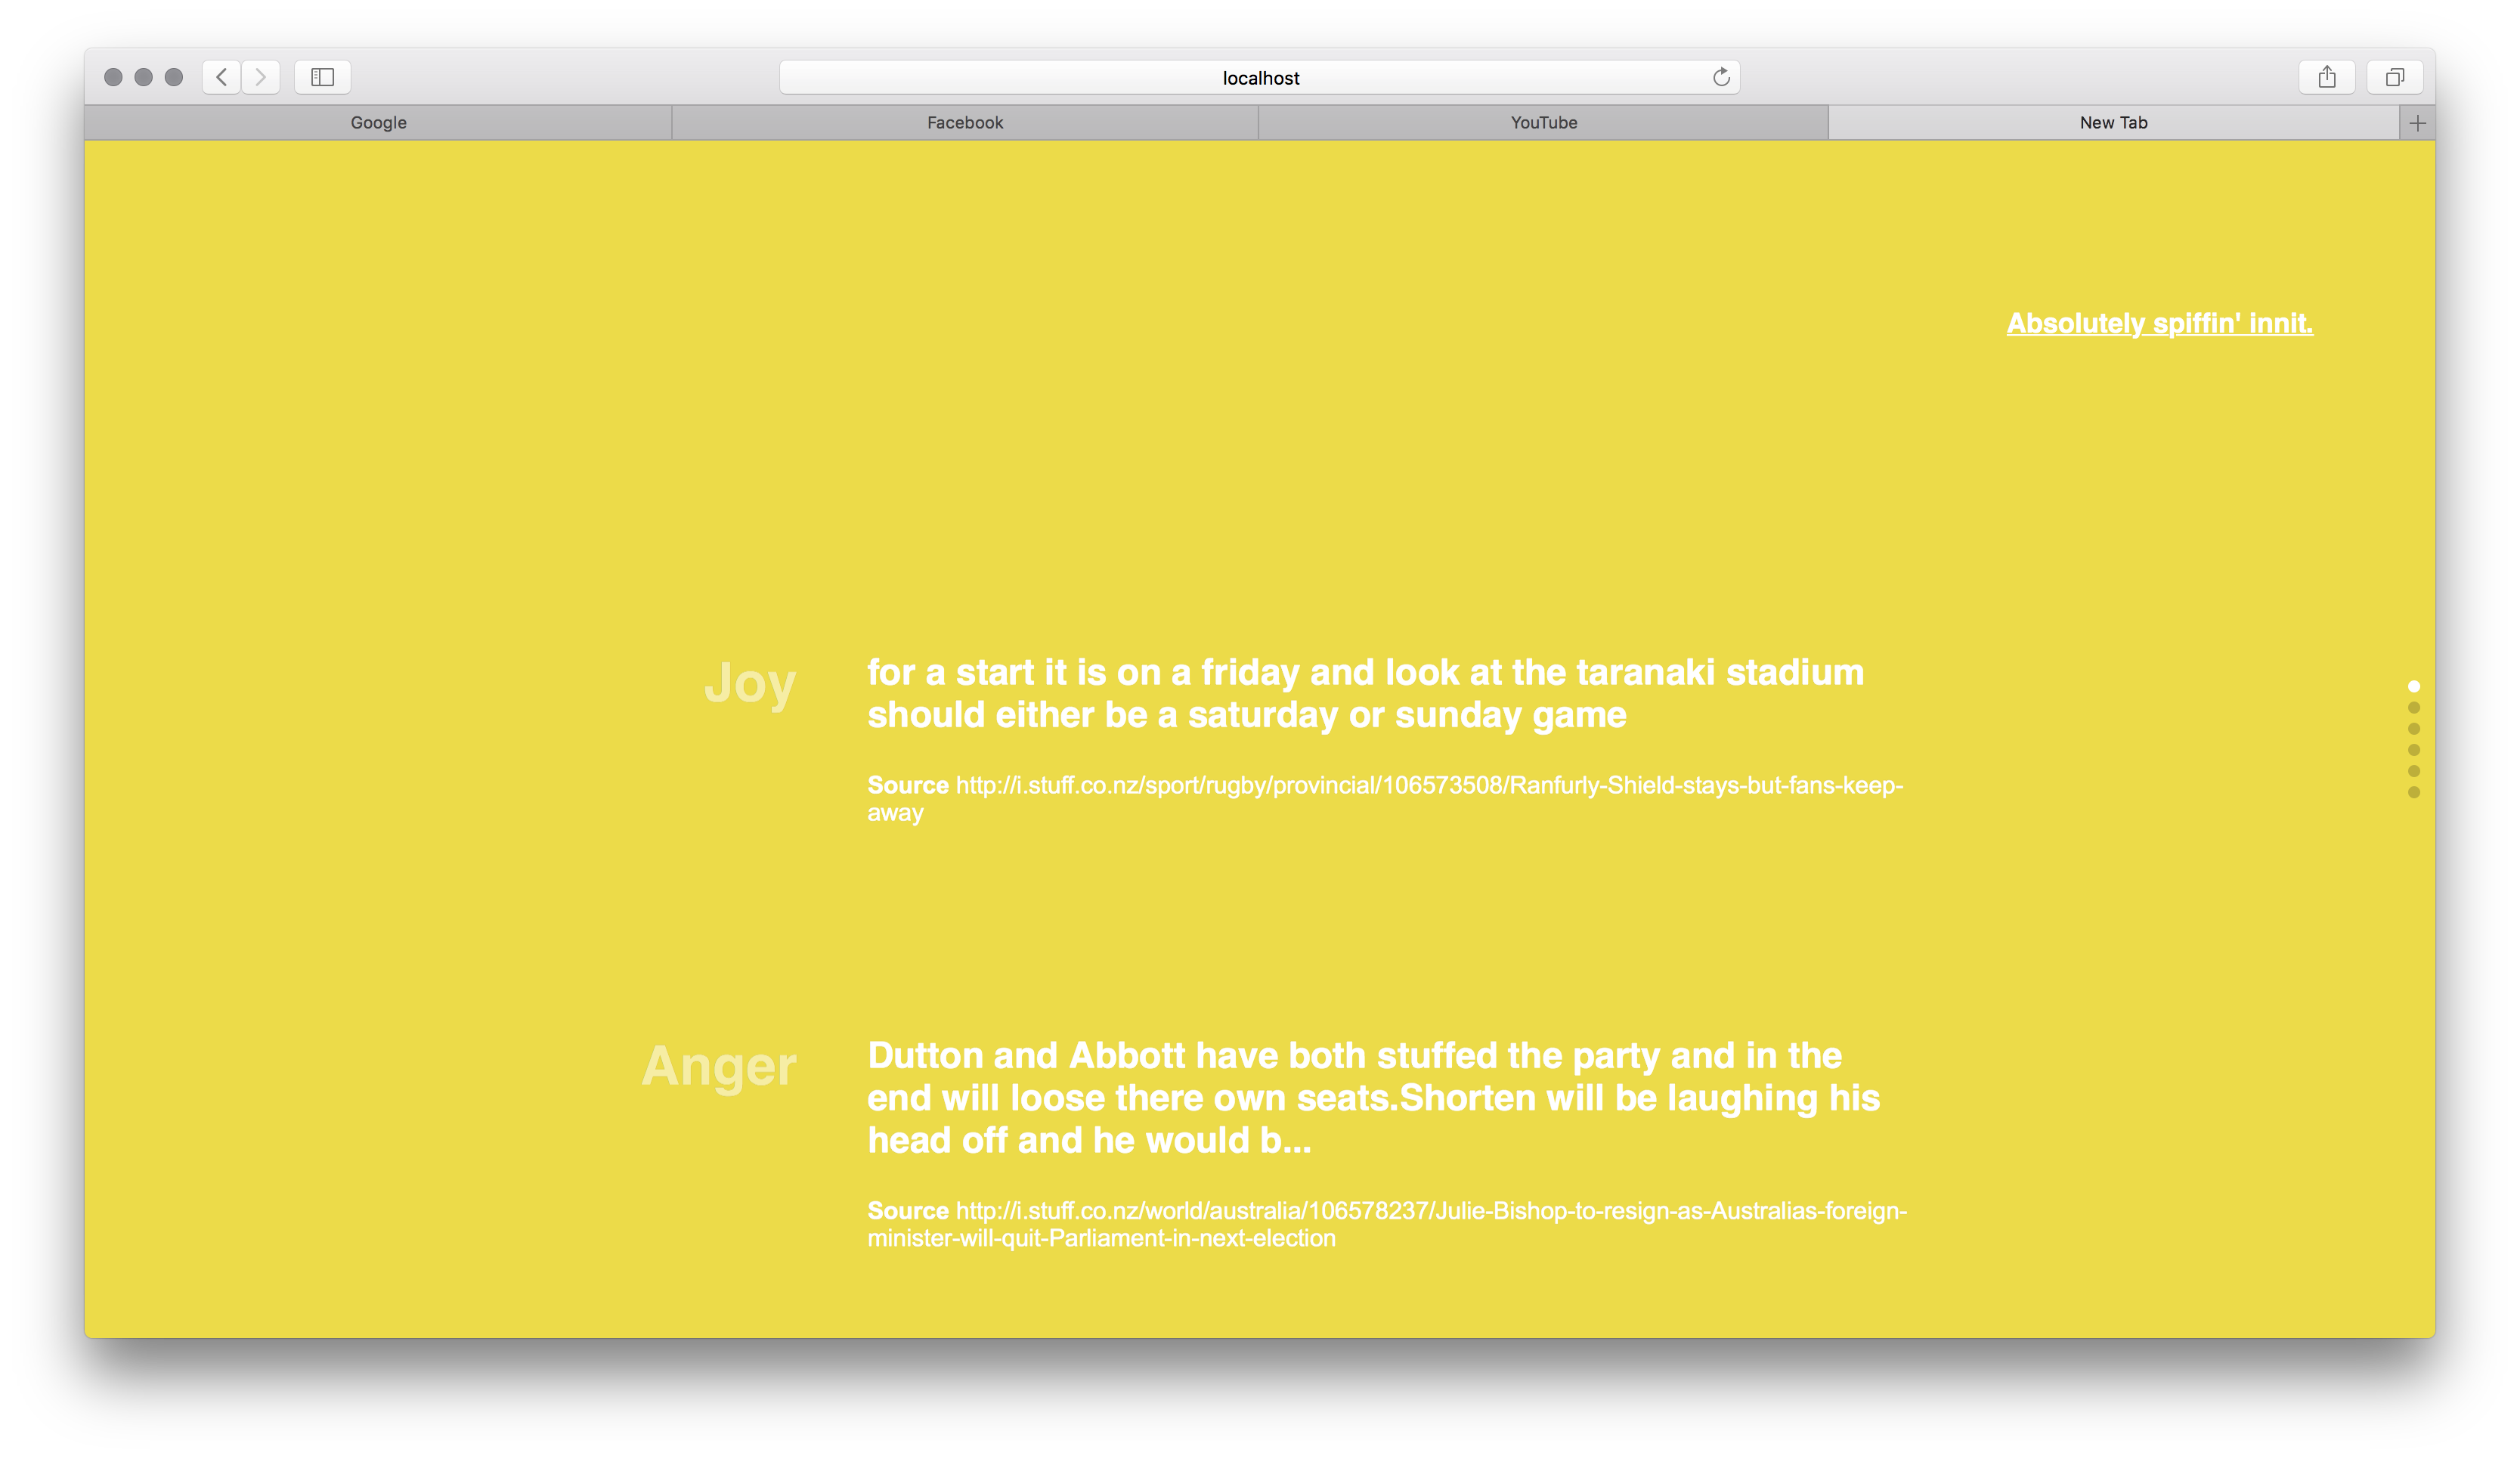 localhost
Google Facebook YouTube New Tab
Absolutely spiffin' innit.
Joy
for a start it is on a friday and look at the taranaki stadium
should either be a saturday or sunday game
Source http://i.stuff.co.nz/sport/rugby/provincial/106573508/Ranfurly-Shield-stays-but-fans-keep-
away
Anger
Dutton and Abbott have both stuffed the party and in the
end will loose there own seats.Shorten will be laughing his
head off and he would b...
Source http://i.stuff.co.nz/world/australia/106578237/Julie-Bishop-to-resign-as-Australias-foreign-
minister-will-quit-Parliament-in-next-election